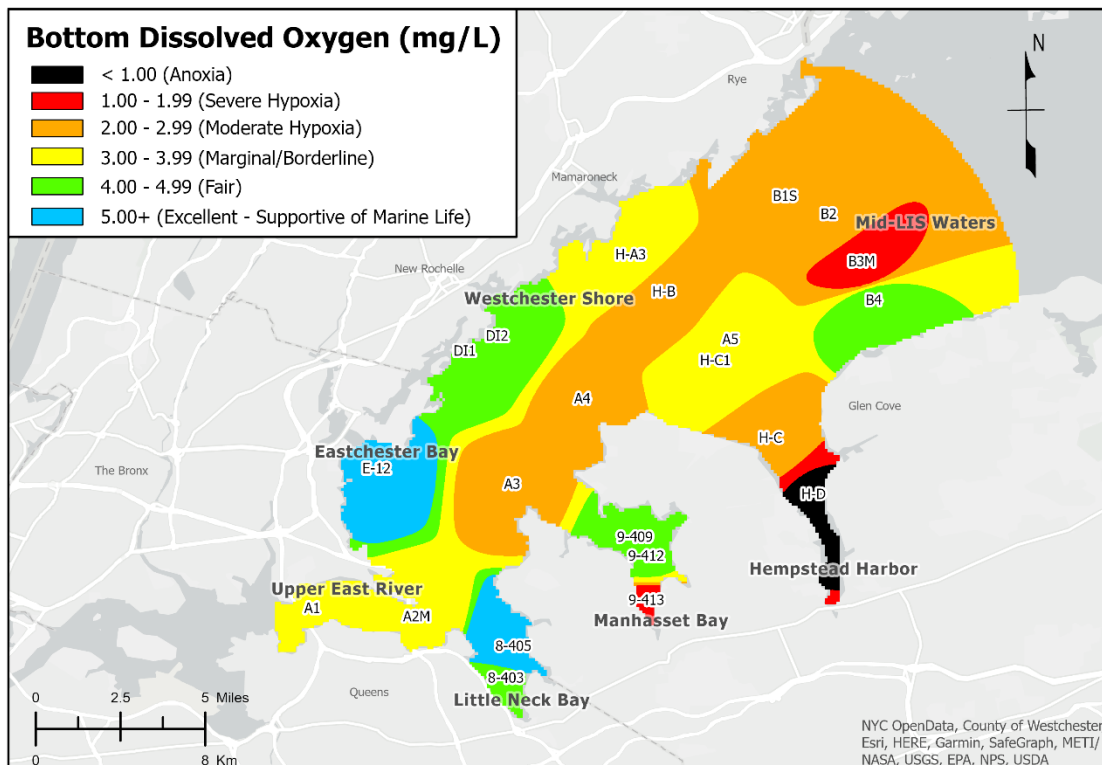 Bottom Dissolved Oxygen (mg/L)
< 1.00 (Anoxia)
1.00 - 1.99 (Severe Hypoxia)
2.00 - 2.99 (Moderate Hypoxia)
3.00 - 3.99 (Marginal/Borderline)
4.00 - 4.99 (Fair)
5.00+ (Excellent - Supportive of Marine Life)
N
Rye
Mamaroneck
B1S
B2
Mid-LIS Waters
H-A3
B3M
New Rochelle
H-B
Westchester Shore
B4
DI2
DI1
A5
H-C1
A4
Glen Cove
H-C
Eastchester Bay
E-12
The Bronx
A3
H-D
9-409
9-412
Hempstead Harbor
Upper East River
A1
A2M
9-413
Manhasset Bay
8-405
8-403
Queens
Little Neck Bay
0 2.5 5 Miles
0 8 Km
NYC OpenData, County of Westchester
Esri, HERE, Garmin, SafeGraph, METI/
NASA, USGS, EPA, NPS, USDA